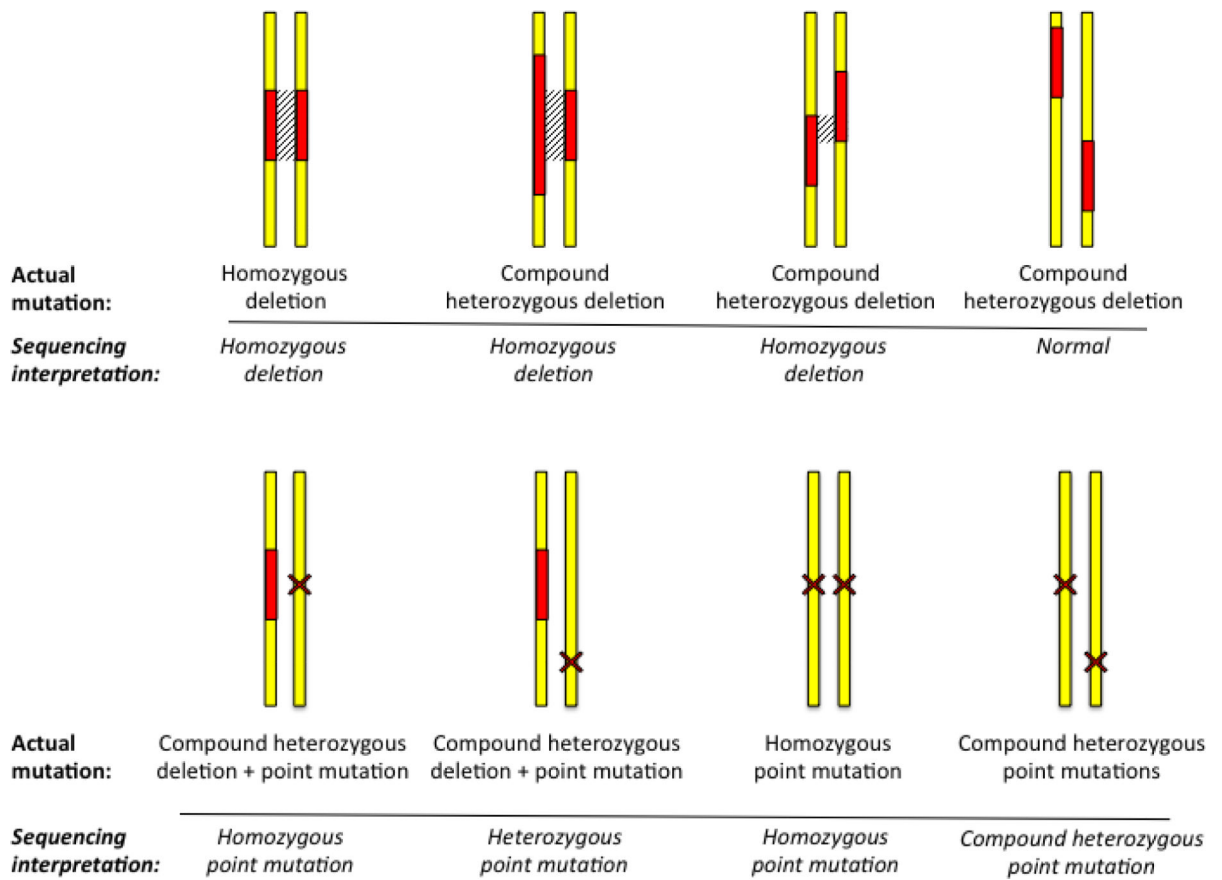 Actual mutation: Homozygous deletion Compound heterozygous deletion Compound heterozygous deletion Compound heterozygous deletion
Sequencing interpretation: Homozygous deletion Homozygous deletion Homozygous deletion Normal
Actual mutation: Compound heterozygous deletion + point mutation Compound heterozygous deletion + point mutation Homozygous point mutation Compound heterozygous point mutations
Sequencing interpretation: Homozygous point mutation Heterozygous point mutation Homozygous point mutation Compound heterozygous point mutation